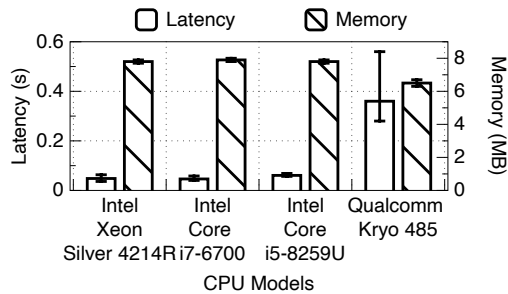 Latency Memory
Latency (s)
0.6
0.4
0.2
0
Memory (MB)
8
6
4
2
0
Intel Xeon Silver 4214R
Intel Core i7-6700
Intel Core i5-8259U
Qualcomm Kryo 485
CPU Models